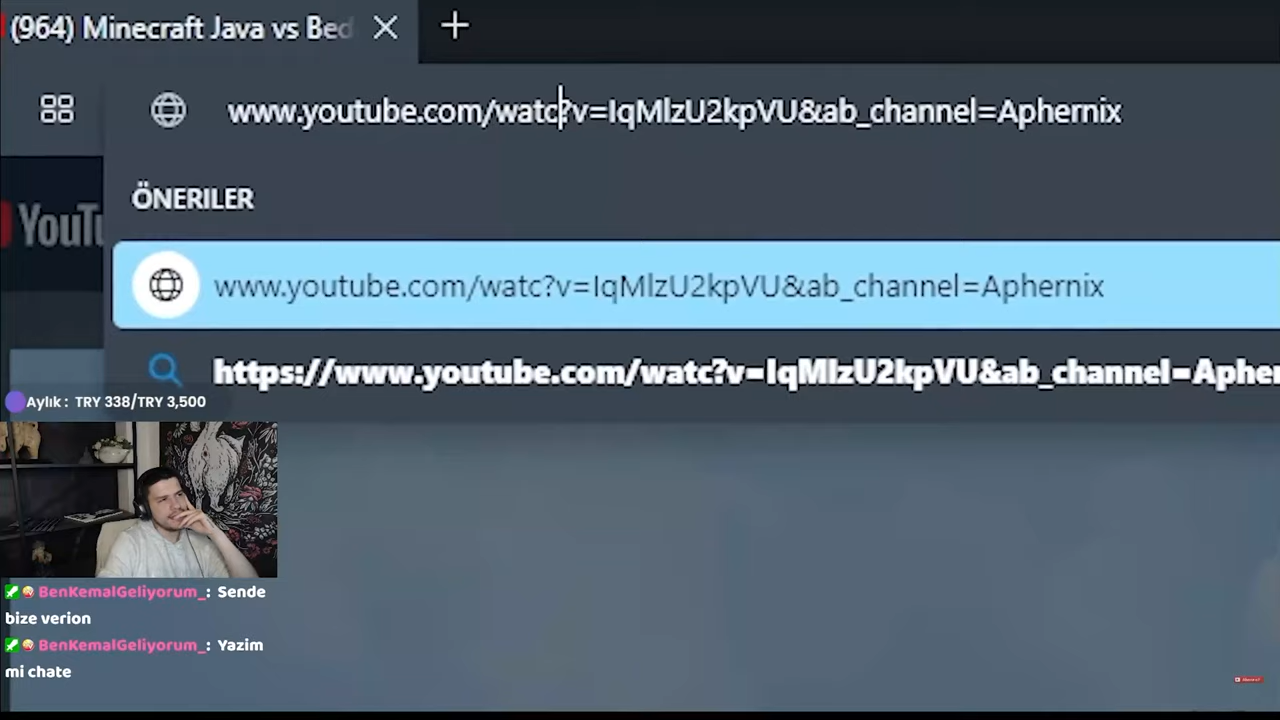 (964) Minecraft Java vs Bed
www.youtube.com/watc?v=IqMlzU2kpVU&ab_channel=Aphernix
ÖNERILER
YouTu
www.youtube.com/watc?v=IqMlzU2kpVU&ab_channel=Aphernix
https://www.youtube.com/watc?v=IqMlzU2kpVU&ab_channel=Apher
Aylık : TRY 338/TRY 3,500
BenKemalGeliyorum_: Sende
bize verion
BenKemalGeliyorum_: Yazim
mi chate